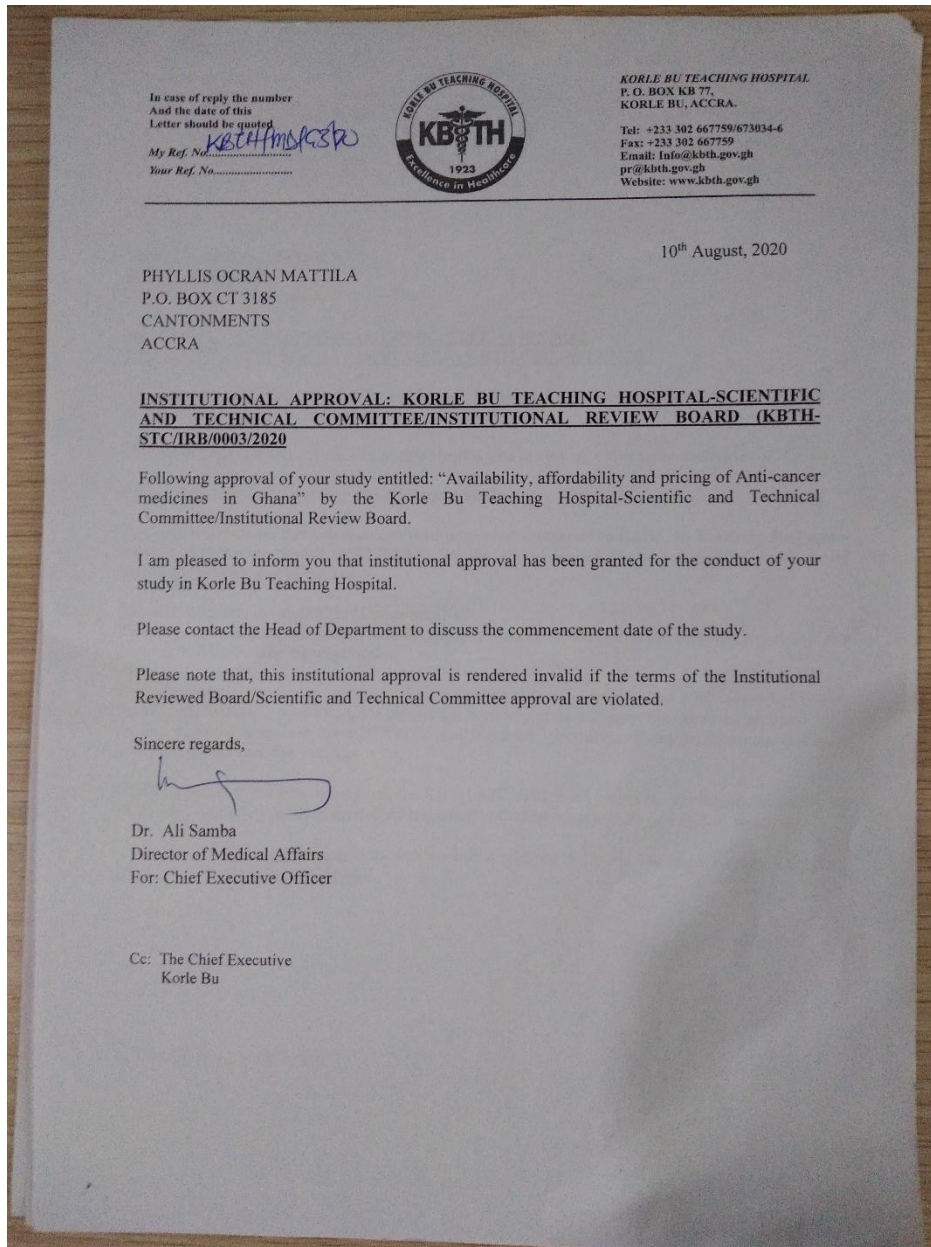 In case of reply the number
And the date of this
Letter should be quoted
My Ref. No.
Your Ref. No.........................
KORLE BU TEACHING HOSPITAL
KBTH
1923
Excellence in Healthcare
KORLE BU TEACHING HOSPITAL
P. O. BOX KB 77,
KORLE BU, ACCRA.
Tel: +233 302 667759/673034-6
Fax: +233 302 667759
Email: Info@kbth.gov.gh
pr@kbth.gov.gh
Website: www.kbth.gov.gh
10th August, 2020
PHYLLIS OCRAN MATTILA
P.O. BOX CT 3185
CANTONMENTS
ACCRA
INSTITUTIONAL APPROVAL: KORLE BU TEACHING HOSPITAL-SCIENTIFIC
AND TECHNICAL COMMITTEE/INSTITUTIONAL REVIEW BOARD (KBTH-
STC/IRB/0003/2020
Following approval of your study entitled: “Availability, affordability and pricing of Anti-cancer
medicines in Ghana” by the Korle Bu Teaching Hospital-Scientific and Technical
Committee/Institutional Review Board.
I am pleased to inform you that institutional approval has been granted for the conduct of your
study in Korle Bu Teaching Hospital.
Please contact the Head of Department to discuss the commencement date of the study.
Please note that, this institutional approval is rendered invalid if the terms of the Institutional
Reviewed Board/Scientific and Technical Committee approval are violated.
Sincere regards,
Dr. Ali Samba
Director of Medical Affairs
For: Chief Executive Officer
Cc: The Chief Executive
Korle Bu